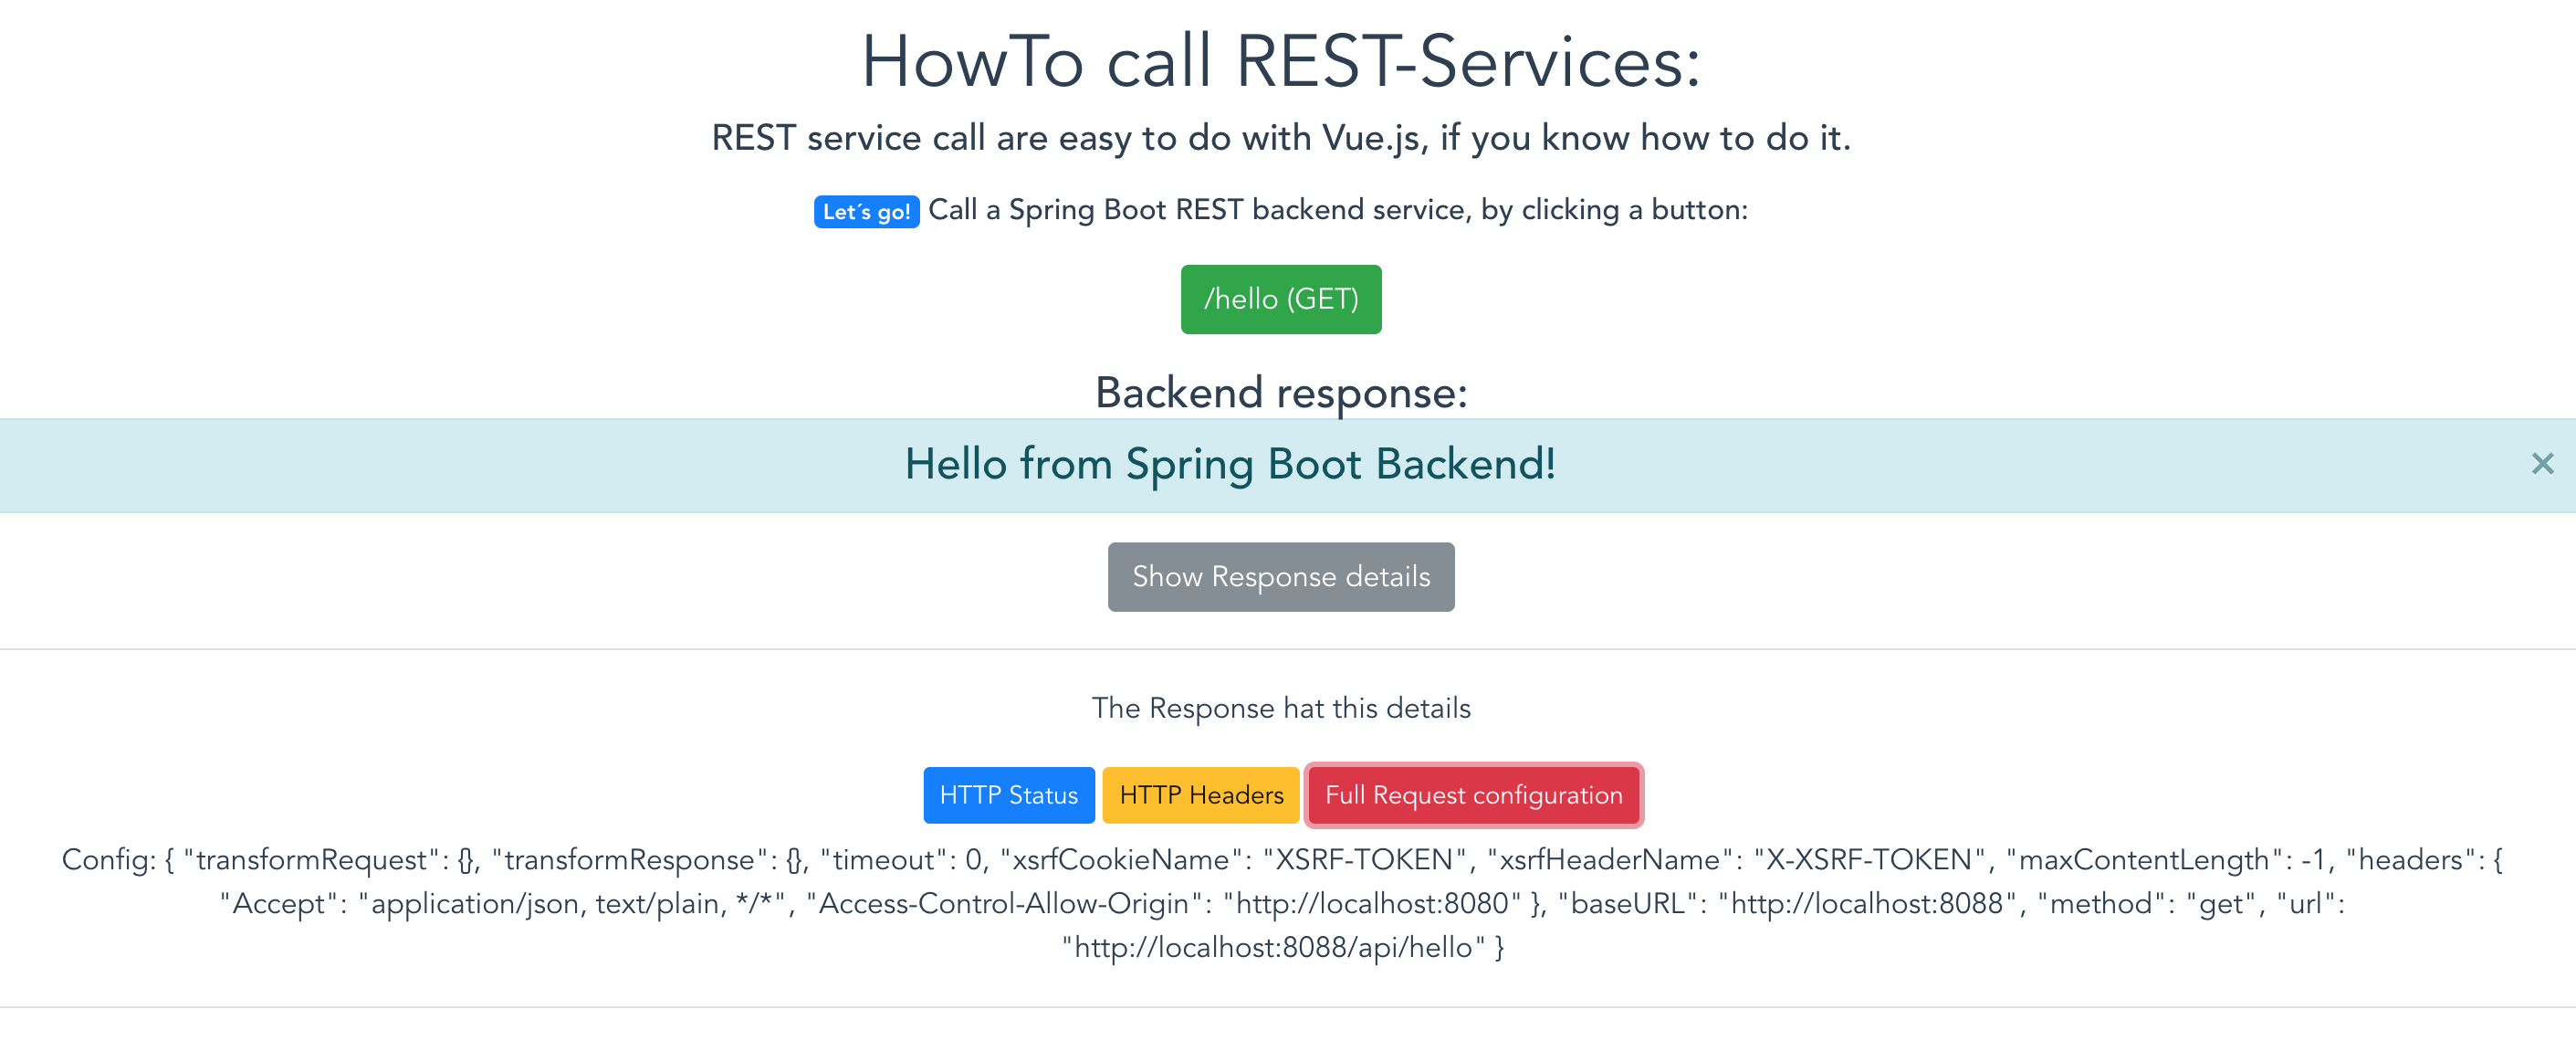 HowTo call REST-Services:
REST service call are easy to do with Vue.js, if you know how to do it.
Let´s go! Call a Spring Boot REST backend service, by clicking a button:
/hello (GET)
Backend response:
Hello from Spring Boot Backend!
×
Show Response details
The Response hat this details
HTTP Status HTTP Headers Full Request configuration
Config: { "transformRequest": {}, "transformResponse": {}, "timeout": 0, "xsrfCookieName": "XSRF-TOKEN", "xsrfHeaderName": "X-XSRF-TOKEN", "maxContentLength": -1, "headers": {
"Accept": "application/json, text/plain, */*", "Access-Control-Allow-Origin": "http://localhost:8080" }, "baseURL": "http://localhost:8088", "method": "get", "url":
"http://localhost:8088/api/hello" }